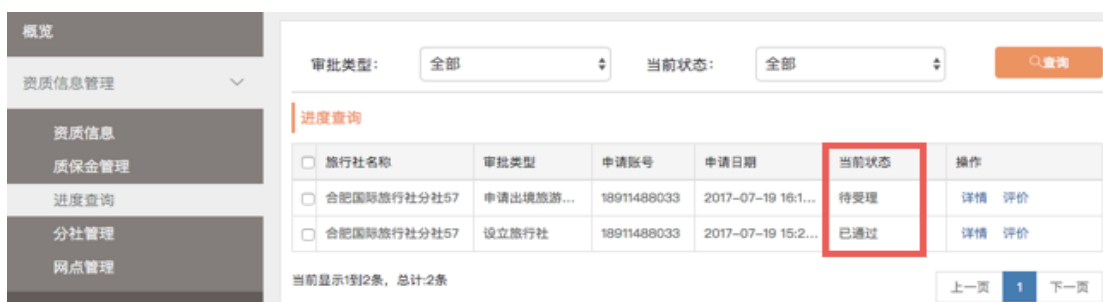 概览
资质信息管理
资质信息
质保金管理
进度查询
分社管理
网点管理
审批类型： 全部 当前状态： 全部 查询
进度查询
旅行社名称 审批类型 申请账号 申请日期 当前状态 操作
合肥国际旅行社分社57 申请出境旅游... 18911488033 2017-07-19 16:1... 待受理 详情 评价
合肥国际旅行社分社57 设立旅行社 18911488033 2017-07-19 15:2... 已通过 详情 评价
当前显示1到2条，总计:2条
上一页 1 下一页